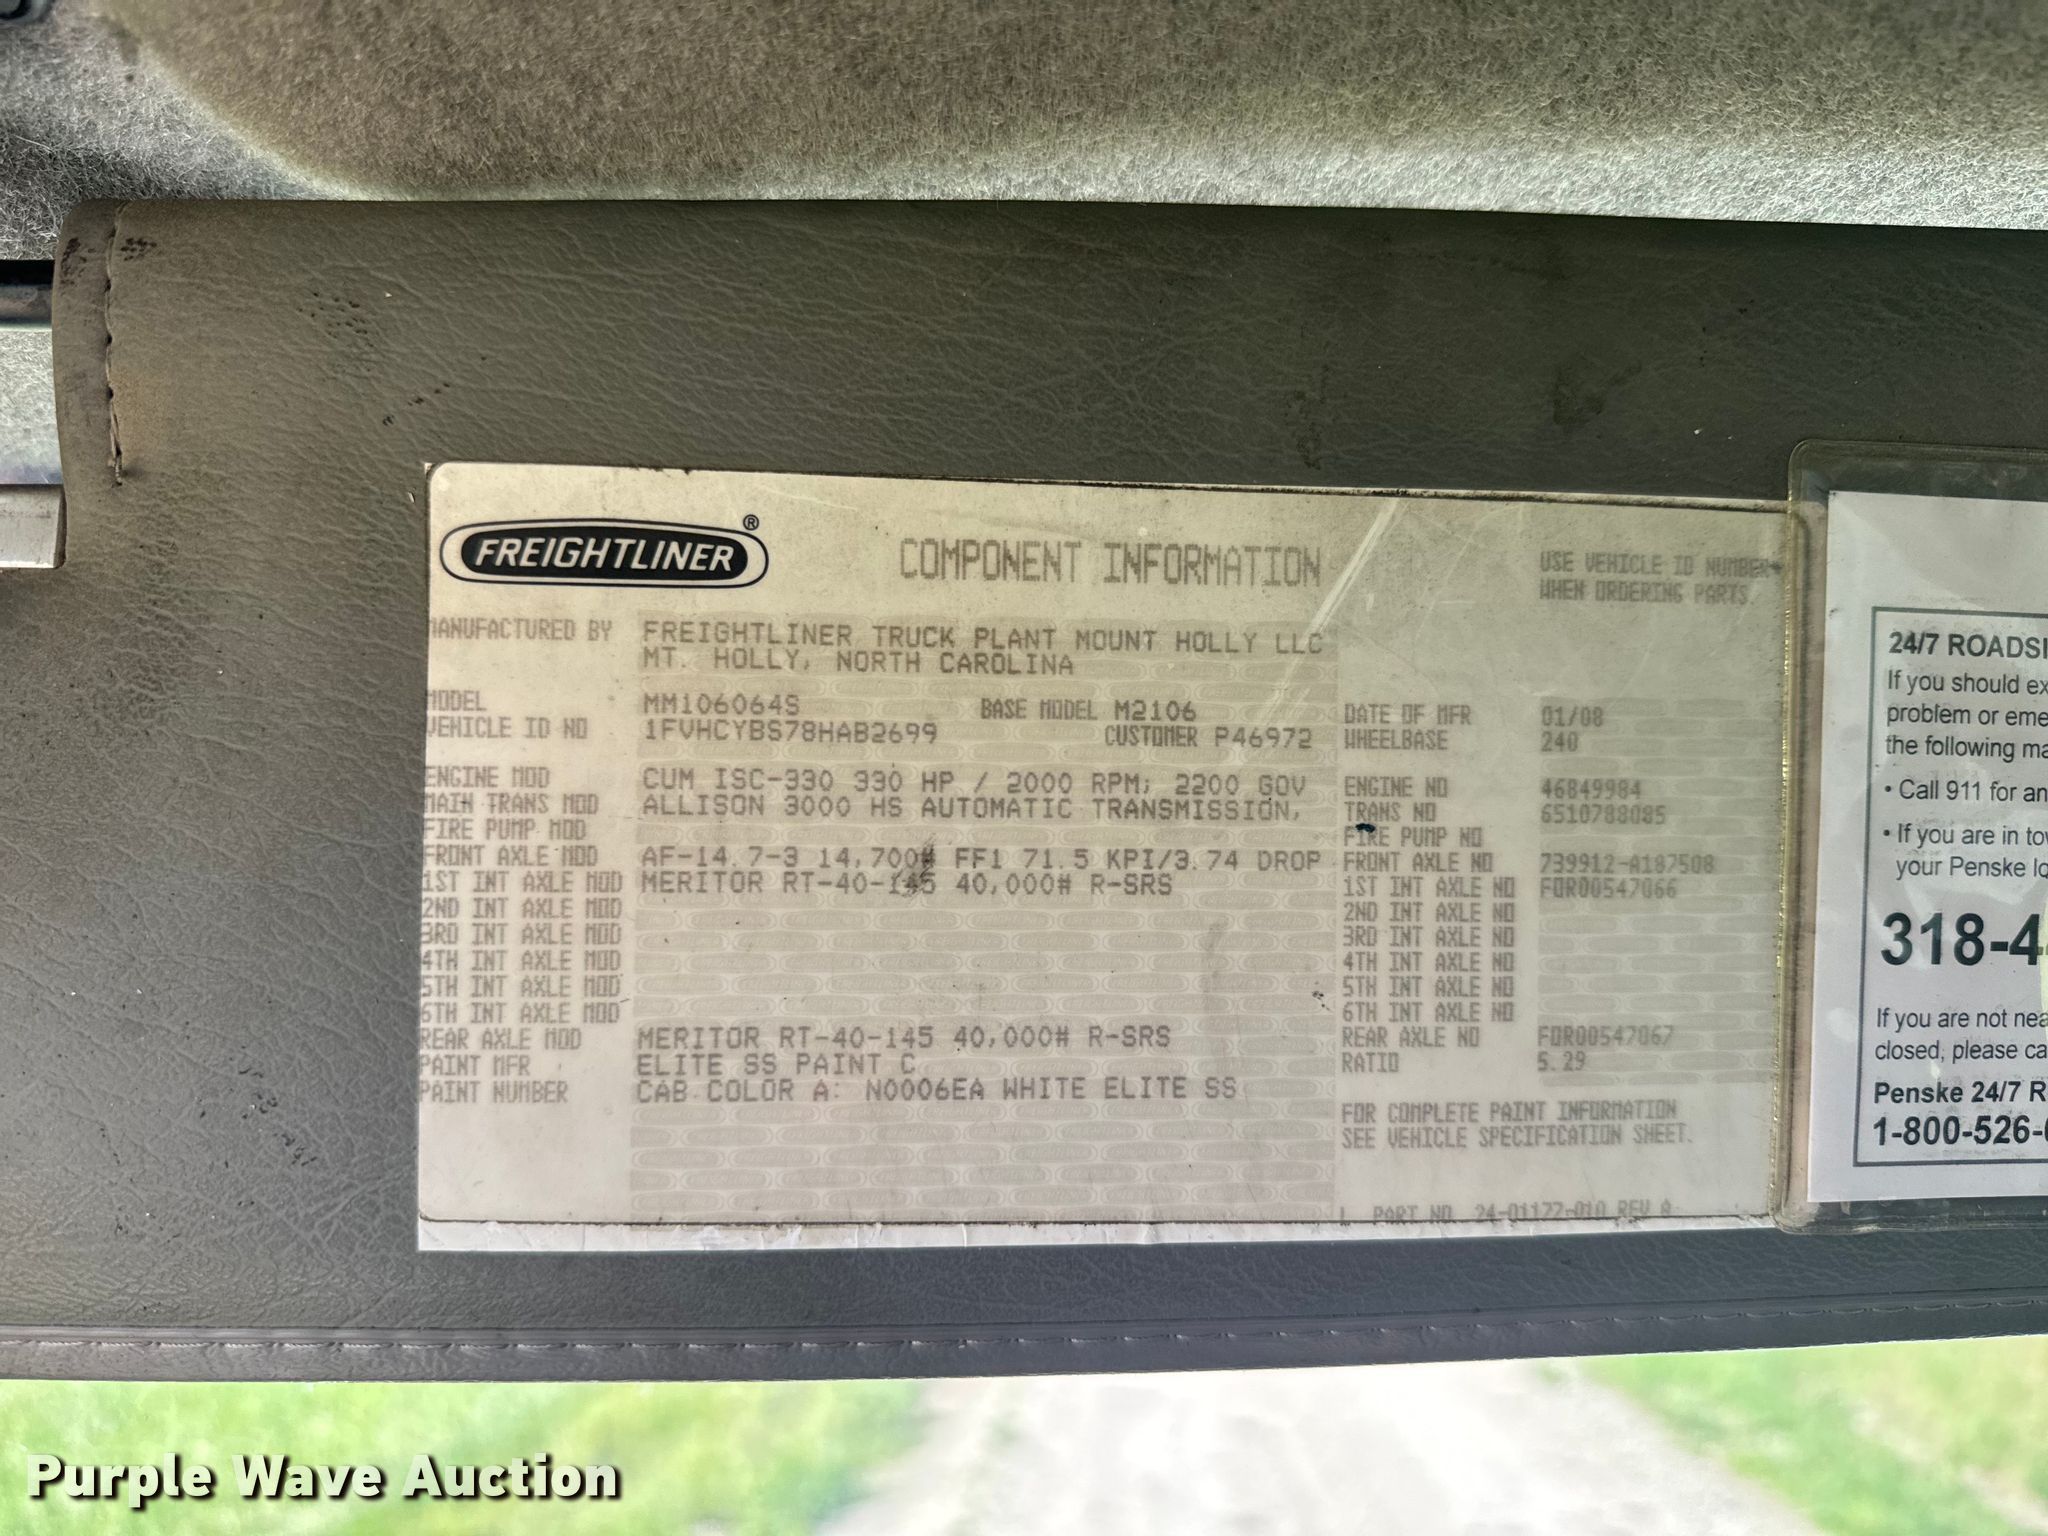 FREIGHTLINER ®
COMPONENT INFORMATION
USE VEHICLE ID NUMBER
WHEN ORDERING PARTS.
MANUFACTURED BY FREIGHTLINER TRUCK PLANT MOUNT HOLLY LLC
MT. HOLLY, NORTH CAROLINA
MODEL MM106064S BASE MODEL M2106 DATE OF MFR 01/08
VEHICLE ID NO 1FVHCYBS78HAB2699 CUSTOMER P46972 WHEELBASE 240
ENGINE MOD CUM ISC-330 330 HP / 2000 RPM; 2200 GOV ENGINE NO 46849984
MAIN TRANS MOD ALLISON 3000 HS AUTOMATIC TRANSMISSION, TRANS NO 6510788085
FIRE PUMP MOD FIRE PUMP NO
FRONT AXLE MOD AF-14.7-3 14,700# FF1 71.5 KPI/3.74 DROP FRONT AXLE NO 739912-A187508
1ST INT AXLE MOD MERITOR RT-40-145 40,000# R-SRS 1ST INT AXLE NO FOR00547066
2ND INT AXLE MOD 2ND INT AXLE NO
3RD INT AXLE MOD 3RD INT AXLE NO
4TH INT AXLE MOD 4TH INT AXLE NO
5TH INT AXLE MOD 5TH INT AXLE NO
6TH INT AXLE MOD 6TH INT AXLE NO
REAR AXLE MOD MERITOR RT-40-145 40,000# R-SRS REAR AXLE NO FOR00547067
PAINT MFR ELITE SS PAINT C RATIO 5.29
PAINT NUMBER CAB COLOR A: N0006EA WHITE ELITE SS
FOR COMPLETE PAINT INFORMATION
SEE VEHICLE SPECIFICATION SHEET.
PART NO. 24-01177-010 REV A
24/7 ROADSI
If you should ex
problem or eme
the following ma
• Call 911 for an
• If you are in tow
your Penske lo
318-4
If you are not nea
closed, please ca
Penske 24/7 R
1-800-526-
Purple Wave Auction